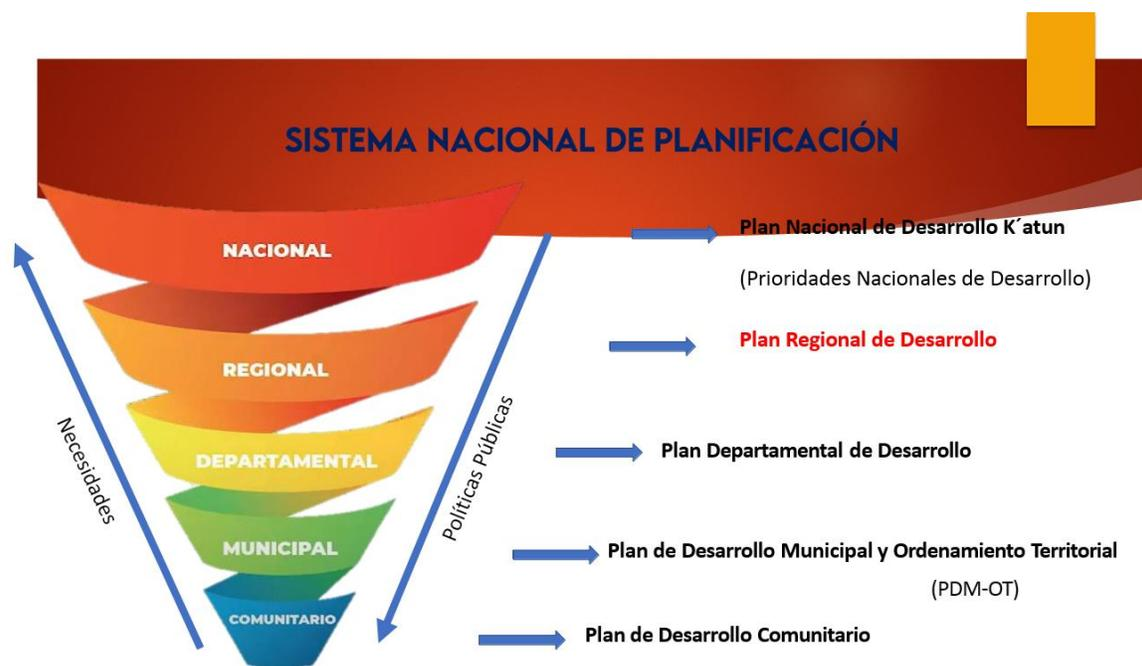 SISTEMA NACIONAL DE PLANIFICACIÓN
NACIONAL
Plan Nacional de Desarrollo K´atun
(Prioridades Nacionales de Desarrollo)
REGIONAL
Plan Regional de Desarrollo
DEPARTAMENTAL
Plan Departamental de Desarrollo
Necesidades
Políticas Públicas
MUNICIPAL
Plan de Desarrollo Municipal y Ordenamiento Territorial
(PDM-OT)
COMUNITARIO
Plan de Desarrollo Comunitario